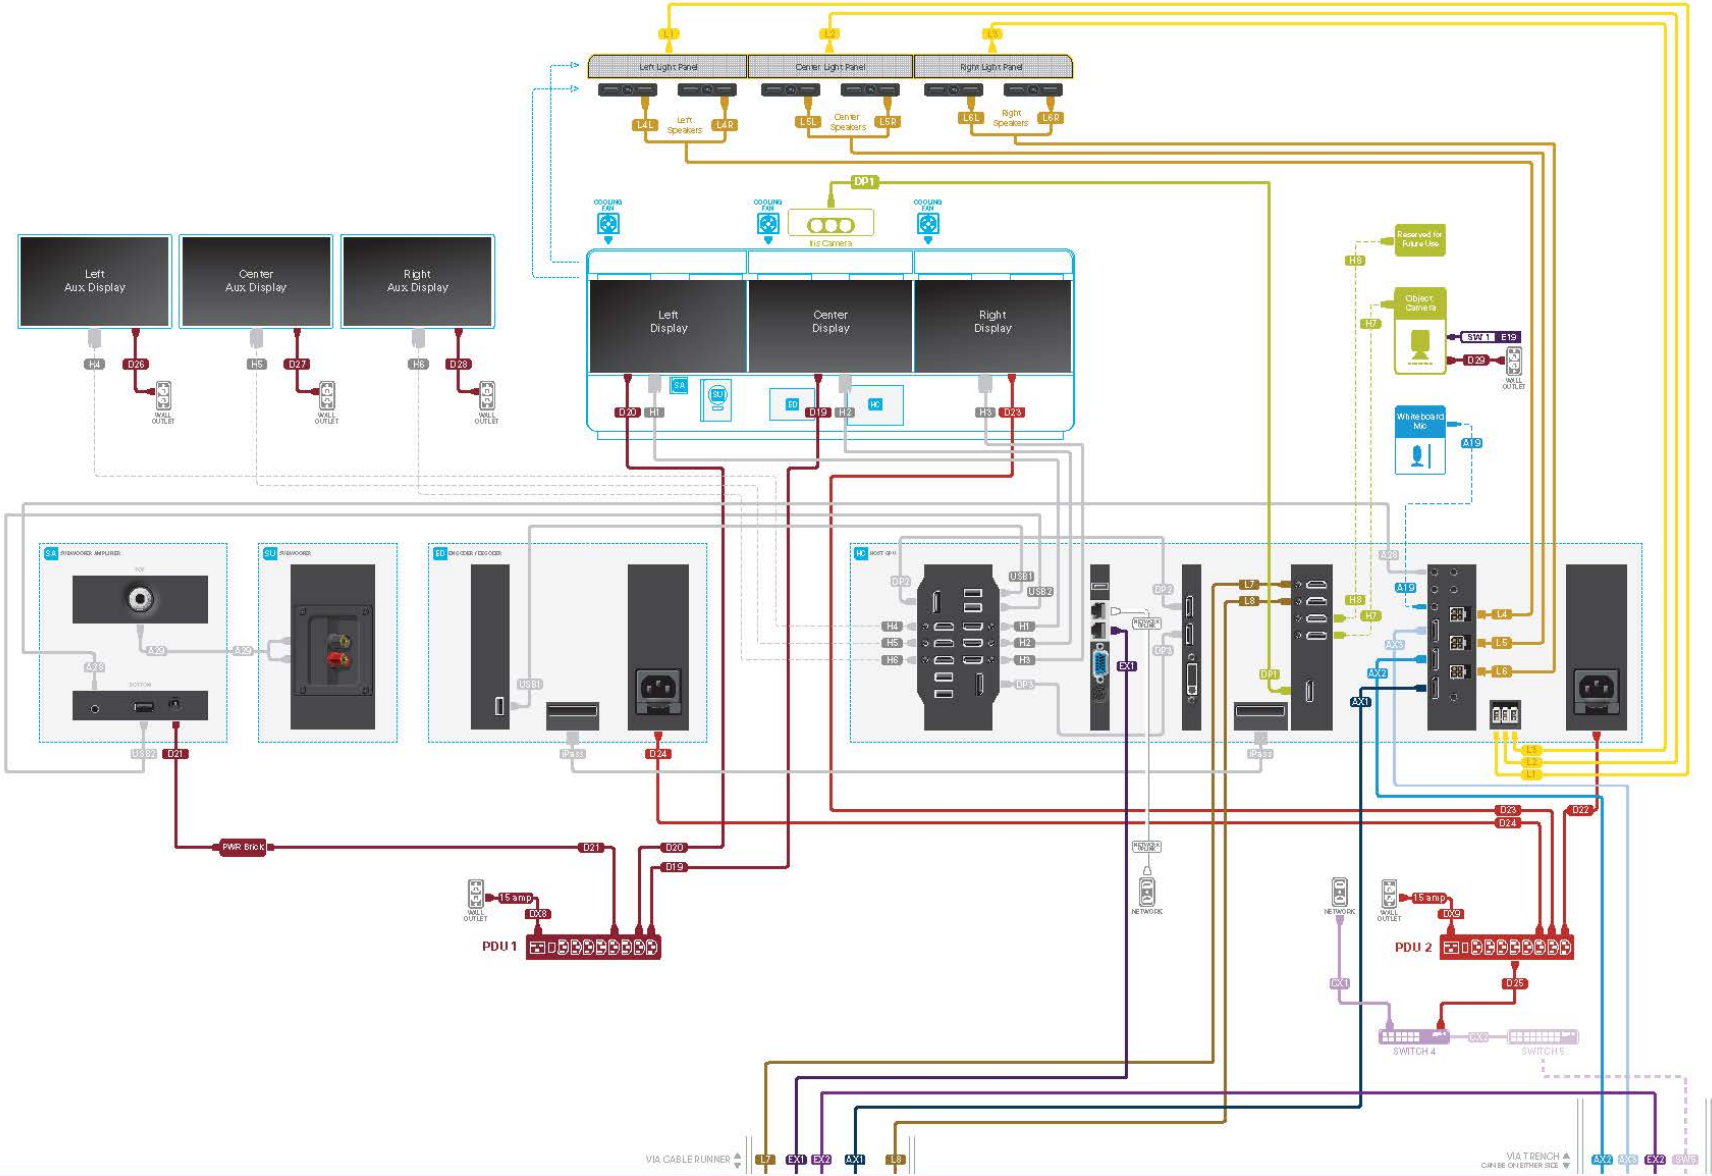 L1
L2
L3
Left Light Panel
Center Light Panel
Right Light Panel
L4L
Left
Speakers
L4R
L5L
Center
Speakers
L5R
L6L
Right
Speakers
L6R
DP1
COOLING
FAN
COOLING
FAN
COOLING
FAN
Iris Camera
Reserved for
Future Use
H8
Left
Aux Display
Center
Aux Display
Right
Aux Display
Left
Display
Center
Display
Right
Display
Object
Camera
H7
SW 1 E19
D29
WALL
OUTLET
H4
D26
WALL
OUTLET
H5
D27
WALL
OUTLET
H6
D28
WALL
OUTLET
SA
SU
ED
HC
D20
H1
D19
H2
H3
D23
Whiteboard
Mic
A19
SA SUBWOOFER AMPLIFIER
SU SUBWOOFER
ED ENCODER / DECODER
HC HOST CPU
TOP
A28
DP2
USB1
USB2
DP2
L7
L8
A19
H8
H7
L4
L5
L6
H4
H5
H6
H1
H2
H3
NETWORK
UPLINK
A29
A29
A28
AX3
AX2
AX1
EX1
DP3
DP3
DP1
BOTTOM
USB1
USB2
D21
iPass
D24
iPass
L3
L2
L1
D23
D22
D24
PWR Brick
D21
D20
D19
NETWORK
UPLINK
NETWORK
WALL
OUTLET
15 amp
DX8
PDU 1
NETWORK
WALL
OUTLET
15 amp
DX9
PDU 2
CX1
D25
CX2
SWITCH 4
SWITCH 5
VIA CABLE RUNNER
L7
EX1
EX2
AX1
L8
VIA TRENCH
CAN BE ON EITHER SIDE
AX2
AX3
EX2
SW5